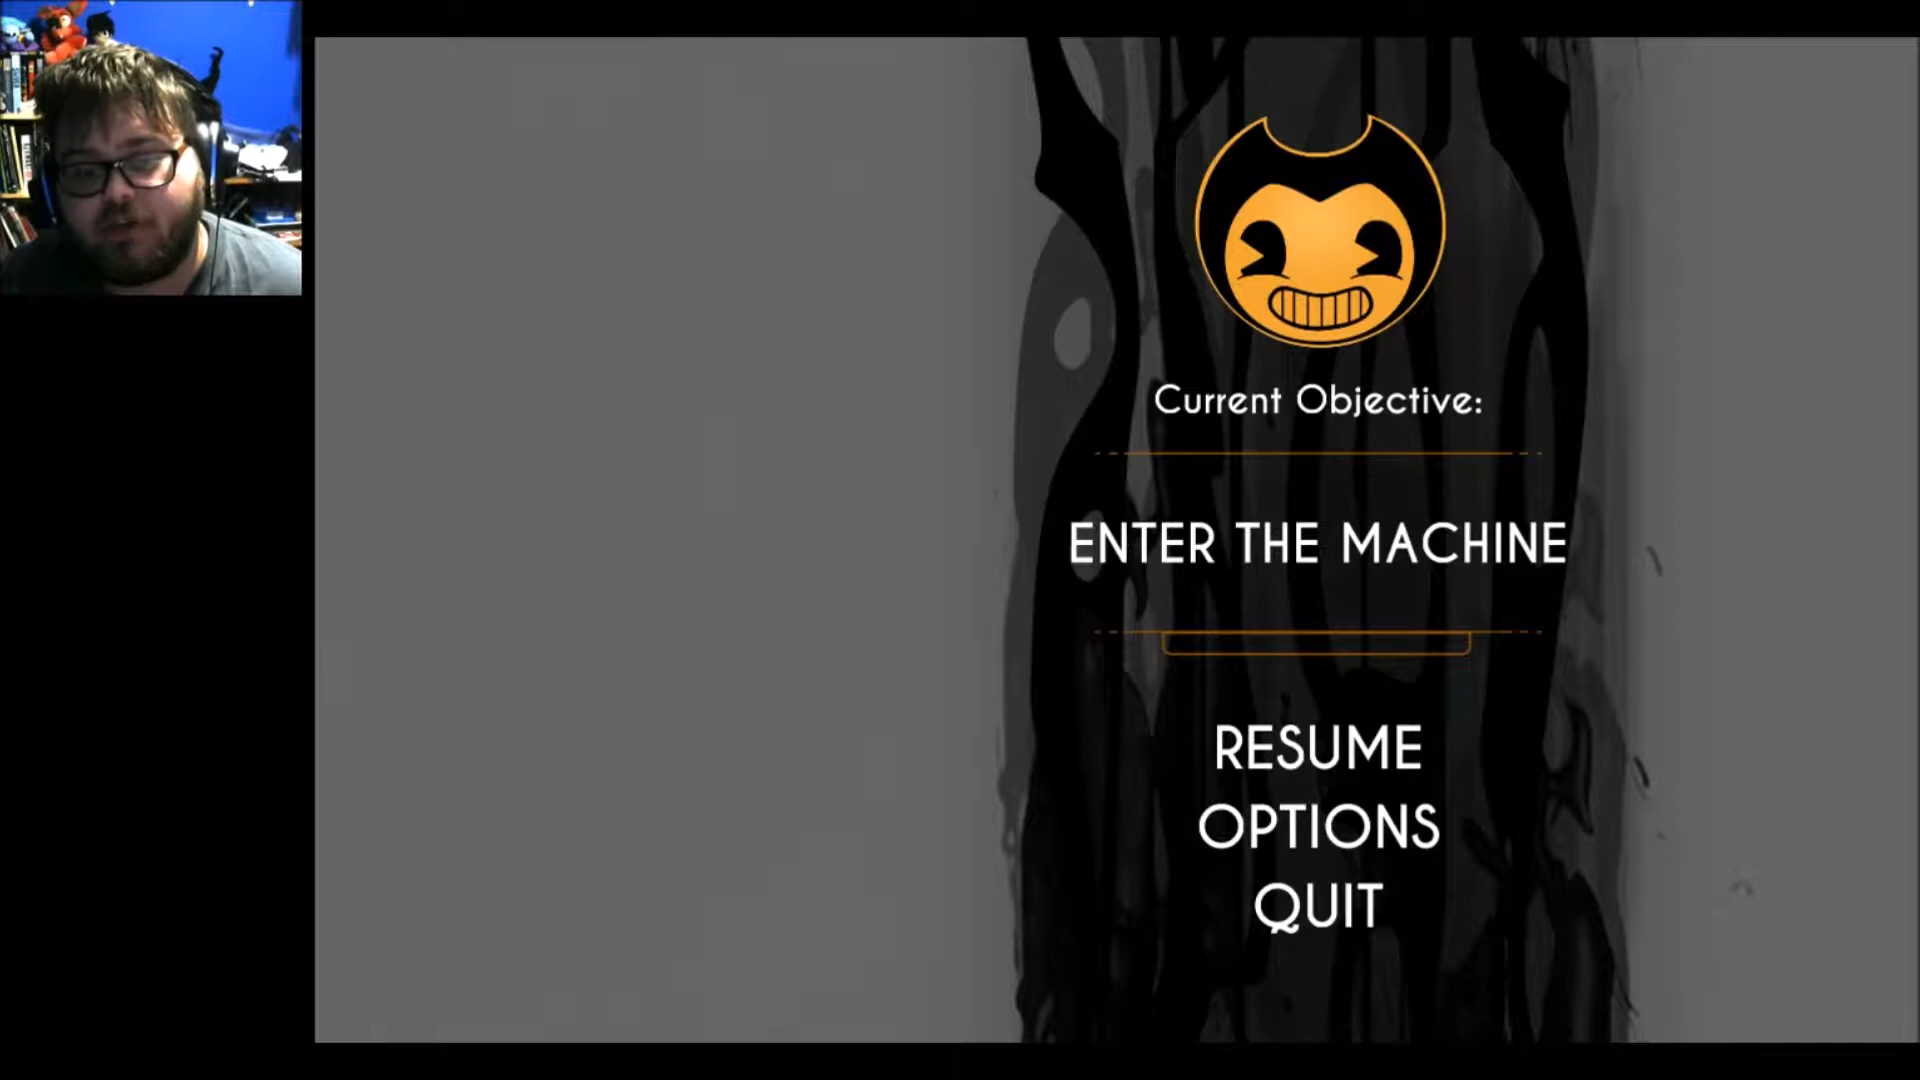 Current Objective:
ENTER THE MACHINE
RESUME
OPTIONS
QUIT